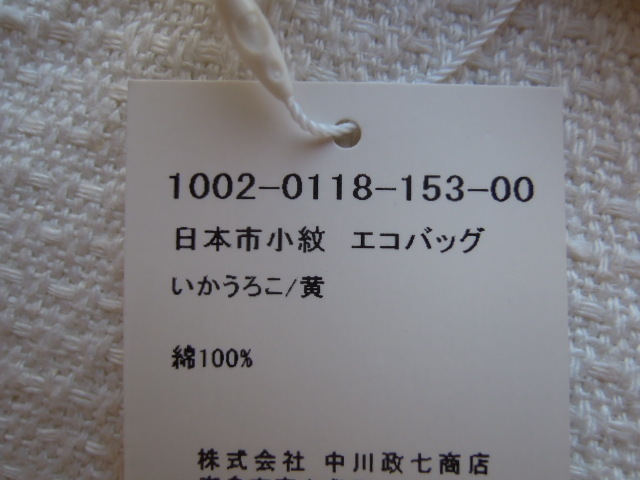 1002-0118-153-00
日本市小紋 エコバッグ
いかうろこ/黄
綿100%
株式会社 中川政七商店